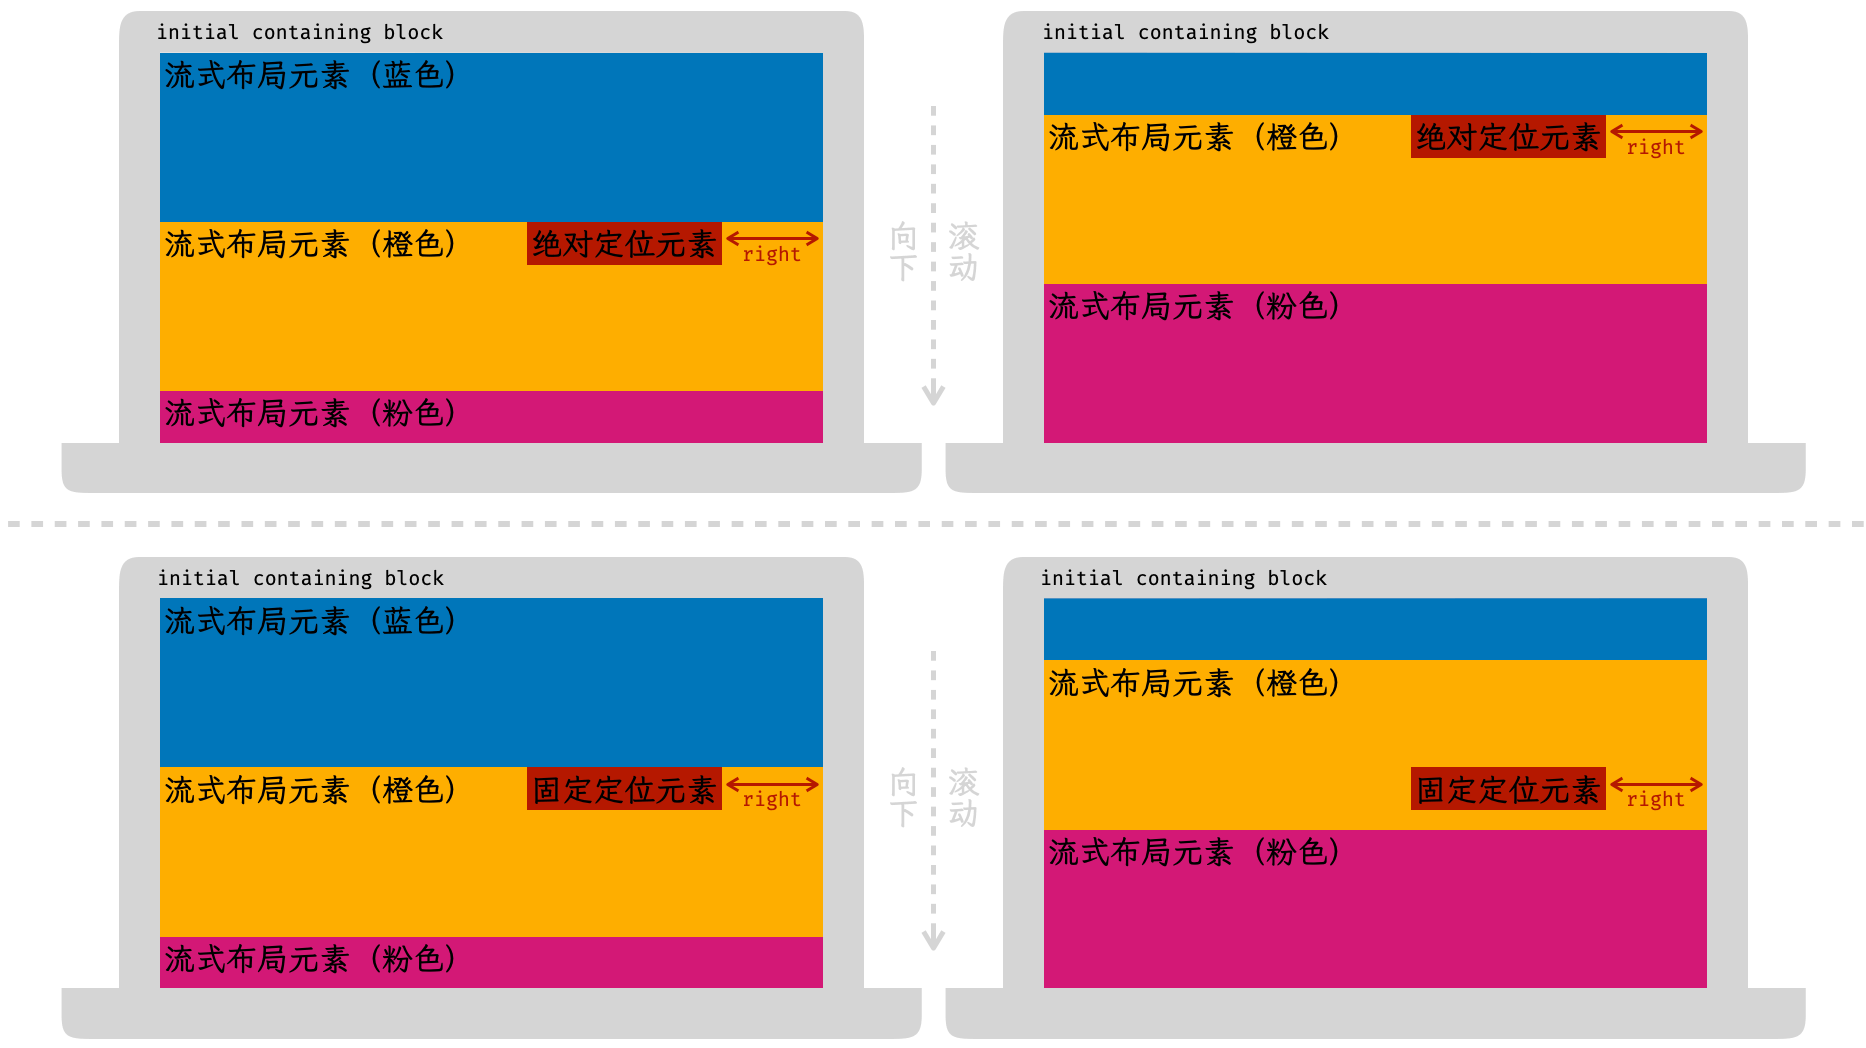 initial containing block
流式布局元素（蓝色）
流式布局元素（橙色）
绝对定位元素
right
流式布局元素（粉色）
向下
滚动
initial containing block
流式布局元素（橙色）
绝对定位元素
right
流式布局元素（粉色）
initial containing block
流式布局元素（蓝色）
流式布局元素（橙色）
固定定位元素
right
流式布局元素（粉色）
向下
滚动
initial containing block
流式布局元素（橙色）
固定定位元素
right
流式布局元素（粉色）